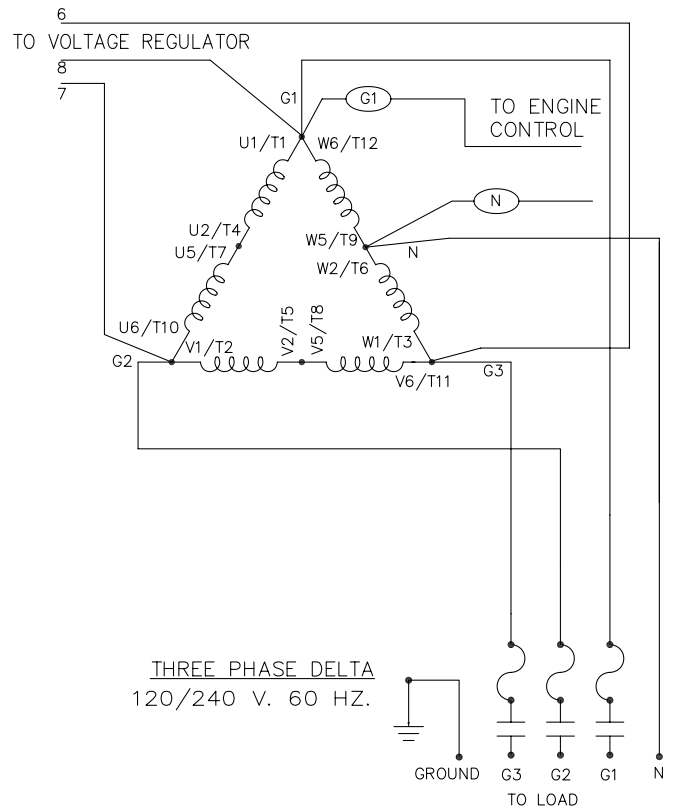 6
TO VOLTAGE REGULATOR
8
7
G1
G1
TO ENGINE
CONTROL
U1/T1
W6/T12
N
U2/T4
U5/T7
W5/T9
N
W2/T6
V2/T5
V5/T8
U6/T10
V1/T2
W1/T3
G2
G3
V6/T11
THREE PHASE DELTA
120/240 V. 60 HZ.
GROUND
G3
G2
G1
N
TO LOAD